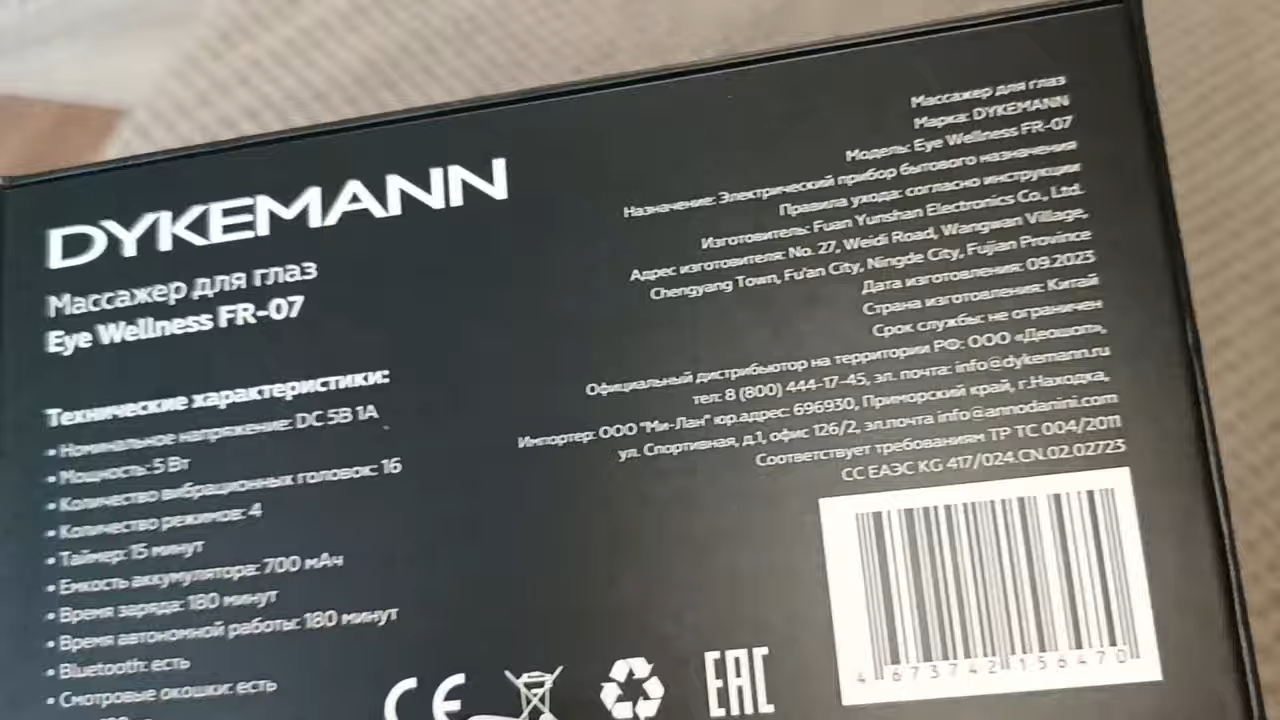 DYKEMANN
Массажер для глаз
Eye Wellness FR-07
Технические характеристики:
• Номинальное напряжение: DC 5В 1А
• Мощность: 5 Вт
• Количество вибрационных головок: 16
• Количество режимов: 4
• Таймер: 15 минут
• Емкость аккумулятора: 700 мАч
• Время заряда: 180 минут
• Время автономной работы: 180 минут
• Bluetooth: есть
• Смотровые окошки: есть
Массажер для глаз
Марка: DYKEMANN
Модель: Eye Wellness FR-07
Назначение: Электрический прибор бытового назначения
Правила ухода: согласно инструкции
Изготовитель: Fuan Yunshan Electronics Co., Ltd.
Адрес изготовителя: No. 27, Weidi Road, Wangwan Village,
Chengyang Town, Fu'an City, Ningde City, Fujian Province
Дата изготовления: 09.2023
Страна изготовления: Китай
Срок службы: не ограничен
Официальный дистрибьютор на территории РФ: ООО «Деошоп»,
тел: 8 (800) 444-17-45, эл. почта: info@dykemann.ru
Импортер: ООО "Ми-Лан" юр.адрес: 696930, Приморский край, г.Находка,
ул. Спортивная, д.1, офис 126/2, эл.почта info@annodanini.com
Соответствует требованиям ТР ТС 004/2011
СС ЕАЭС KG 417/024.CN.02.02723
4 673742 156470
CE
EAC